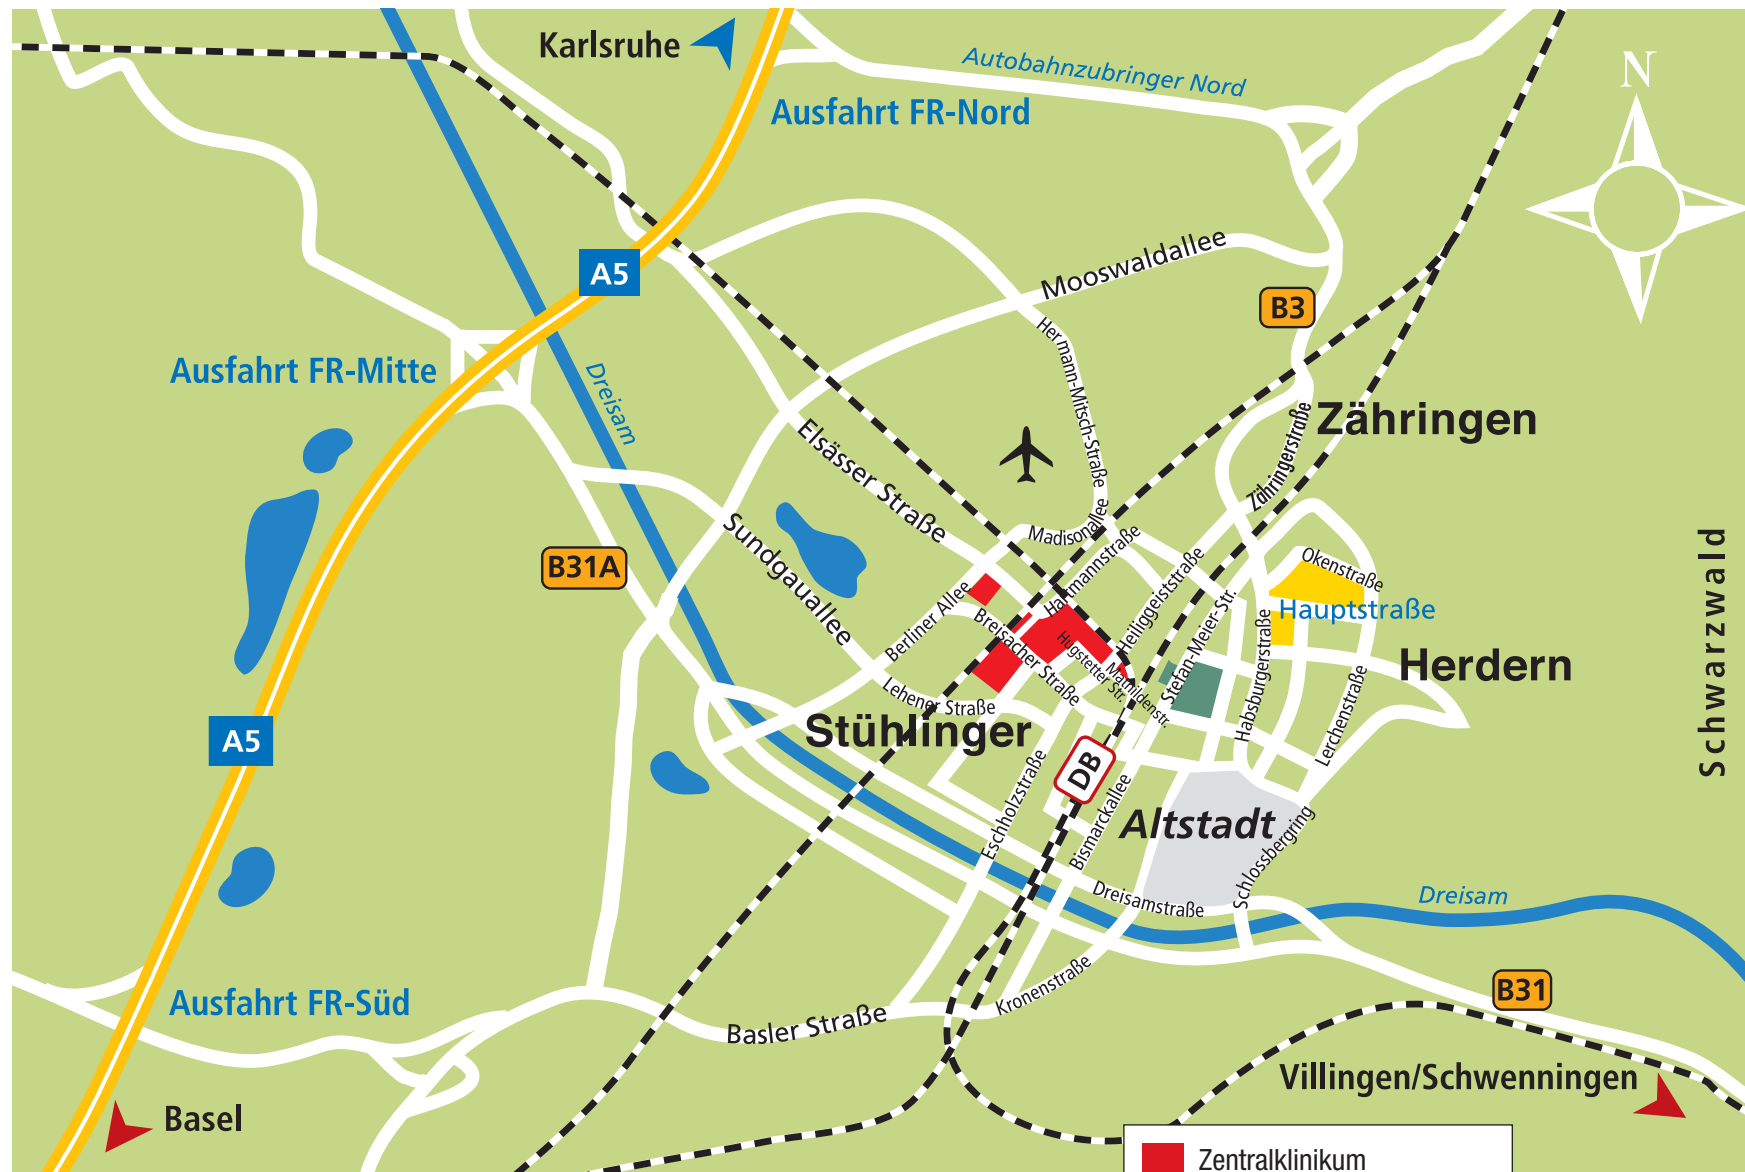 Karlsruhe
Autobahnzubringer Nord
N
Ausfahrt FR-Nord
A5
Mooswaldallee
B3
Hermann-Mitsch-Straße
Ausfahrt FR-Mitte
Dreisam
Zähringen
Elsässer Straße
Zähringerstraße
Sundgauallee
Madisonallee
Hartmannstraße
B31A
Okenstraße
Schwarzwald
Heiliggeiststraße
Berliner Allee
Breisacher Straße
Stefan-Meier-Str.
Hauptstraße
Habsburgerstraße
Hugstetter Str.
Mathildenstr.
Herdern
Lehener Straße
Lerchenstraße
Stühlinger
A5
DB
Eschholzstraße
Bismarckallee
Altstadt
Schlossbergring
Dreisamstraße
Dreisam
Kronenstraße
B31
Ausfahrt FR-Süd
Basler Straße
Villingen/Schwenningen
Basel
Zentralklinikum